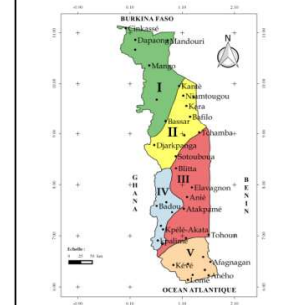 BURKINA FASO
Cinkassé
Dapaong
Mandouri
N
Mango
I
Kanté
Niamtougou
Kara
Bafilo
Bassar
II
Tchamba
Djarkpanga
Sotouboua
Blitta
III
GHANA
BENIN
IV
Elavagnon
Anié
Badou
Atakpamé
Kpélé-Akata
Tohoun
Kpalimé
Echelle :
V
Kévé
Afagnagan
Aného
Lomé
OCEAN ATLANTIQUE